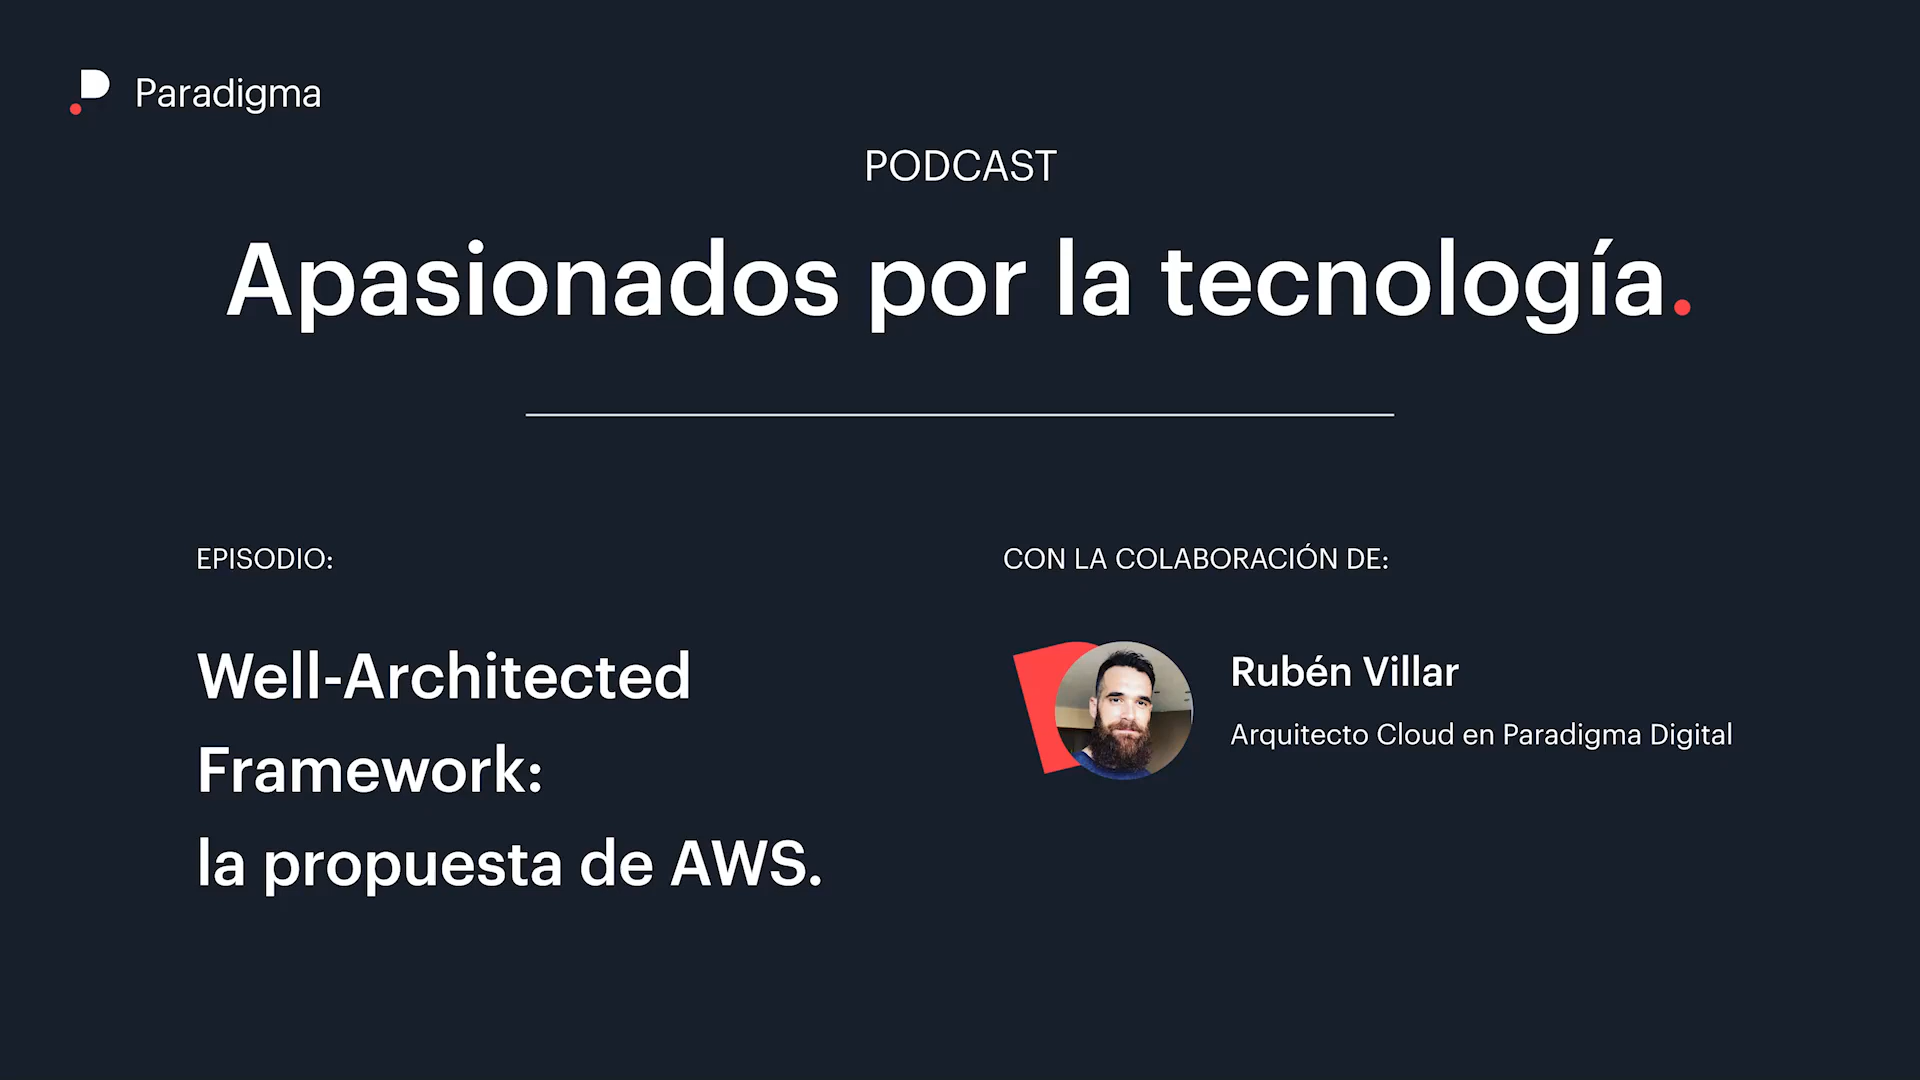 Paradigma
PODCAST
Apasionados por la tecnología.
EPISODIO:
Well-Architected
Framework:
la propuesta de AWS.
CON LA COLABORACIÓN DE:
Rubén Villar
Arquitecto Cloud en Paradigma Digital